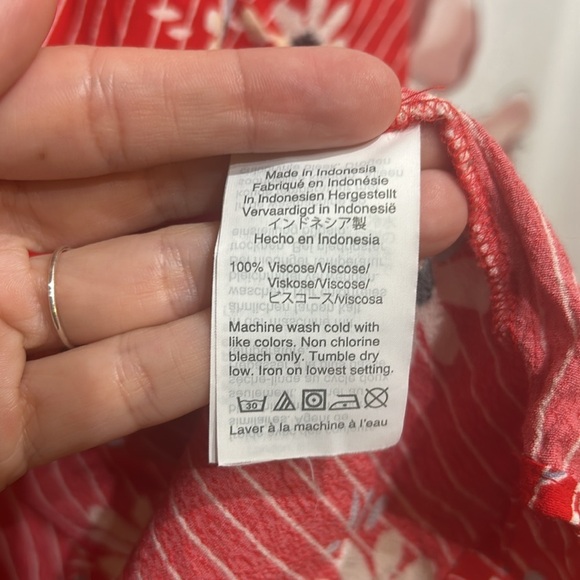 Made in Indonesia
Fabriqué en Indonésie
In Indonesien Hergestellt
Vervaardigd in Indonesië
インドネシア製
Hecho en Indonesia
100% Viscose/Viscose/
Viskose/Viscose/
ビスコース/viscosa
Machine wash cold with
like colors. Non chlorine
bleach only. Tumble dry
low. Iron on lowest setting.
30
Laver à la machine à l'eau